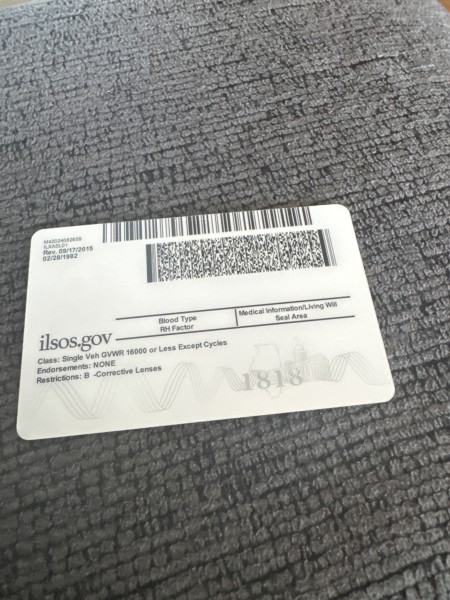 Rev. 09/17/2015
02/28/1982
Blood Type
RH Factor
Medical Information/Living Will
Seal Area
ilsos.gov
Class: Single Veh GVWR 16000 or Less Except Cycles
Endorsements: NONE
Restrictions: B -Corrective Lenses
1818